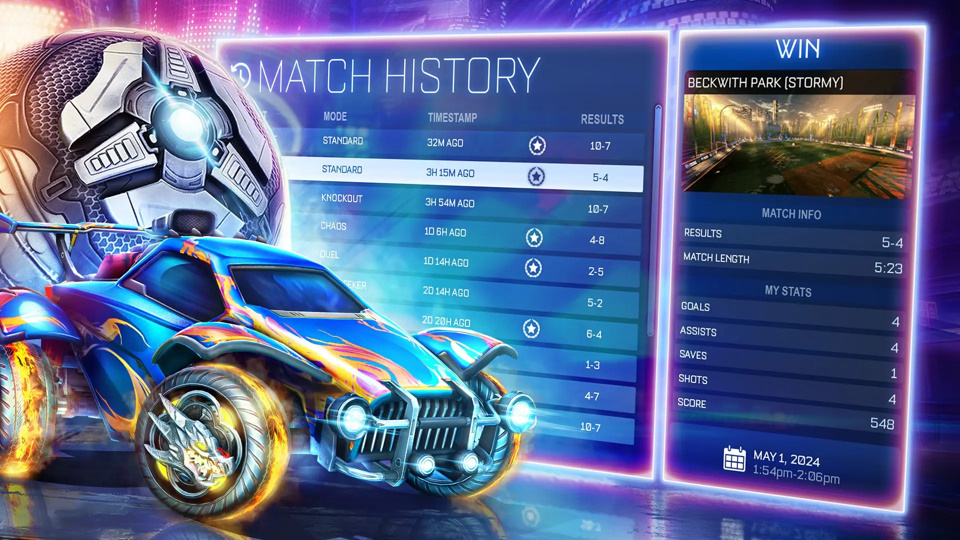 MATCH HISTORY
MODE TIMESTAMP RESULTS
STANDARD 32M AGO 10-7
STANDARD 3H 15M AGO 5-4
KNOCKOUT 3H 54M AGO 10-7
CHAOS 1D 6H AGO 4-8
DUEL 1D 14H AGO 2-5
2D 14H AGO 5-2
2D 20H AGO 6-4
1-3
4-7
10-7
WIN
BECKWITH PARK (STORMY)
MATCH INFO
RESULTS 5-4
MATCH LENGTH 5:23
MY STATS
GOALS 4
ASSISTS 4
SAVES 1
SHOTS 4
SCORE 548
MAY 1, 2024
1:54pm-2:06pm